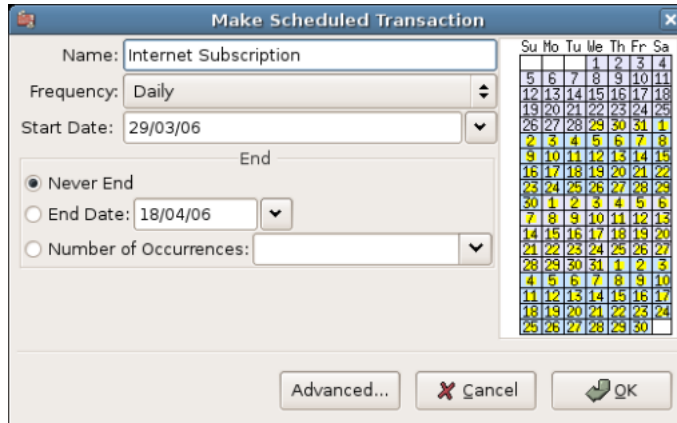 Make Scheduled Transaction
Name: Internet Subscription
Frequency: Daily
Start Date: 29/03/06
End
Never End
End Date: 18/04/06
Number of Occurrences:
Su Mo Tu We Th Fr Sa
1 2 3 4
5 6 7 8 9 10 11
12 13 14 15 16 17 18
19 20 21 22 23 24 25
26 27 28 29 30 31 1
2 3 4 5 6 7 8
9 10 11 12 13 14 15
16 17 18 19 20 21 22
23 24 25 26 27 28 29
30 1 2 3 4 5 6
7 8 9 10 11 12 13
14 15 16 17 18 19 20
21 22 23 24 25 26 27
28 29 30 31 1 2 3
4 5 6 7 8 9 10
11 12 13 14 15 16 17
18 19 20 21 22 23 24
25 26 27 28 29 30
Advanced... Cancel OK